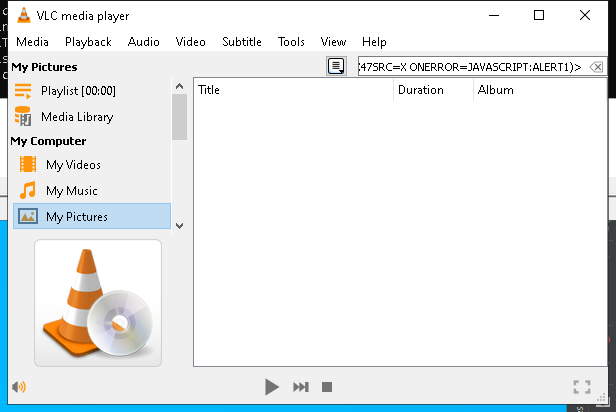 VLC media player
Media Playback Audio Video Subtitle Tools View Help
My Pictures
47SRC=X ONERROR=JAVASCRIPT:ALERT1)>
Playlist [00:00]
Media Library
My Computer
My Videos
My Music
My Pictures
Title Duration Album